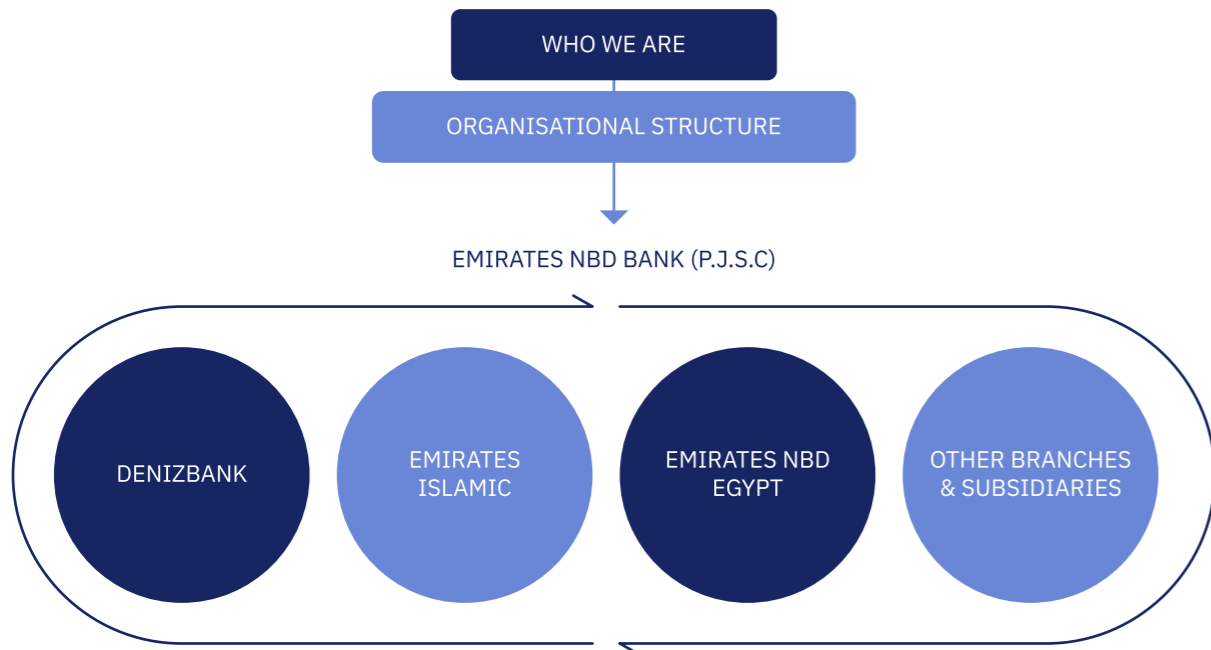 WHO WE ARE
ORGANISATIONAL STRUCTURE
EMIRATES NBD BANK (P.J.S.C)
DENIZBANK
EMIRATES
ISLAMIC
EMIRATES NBD
EGYPT
OTHER BRANCHES
& SUBSIDIARIES